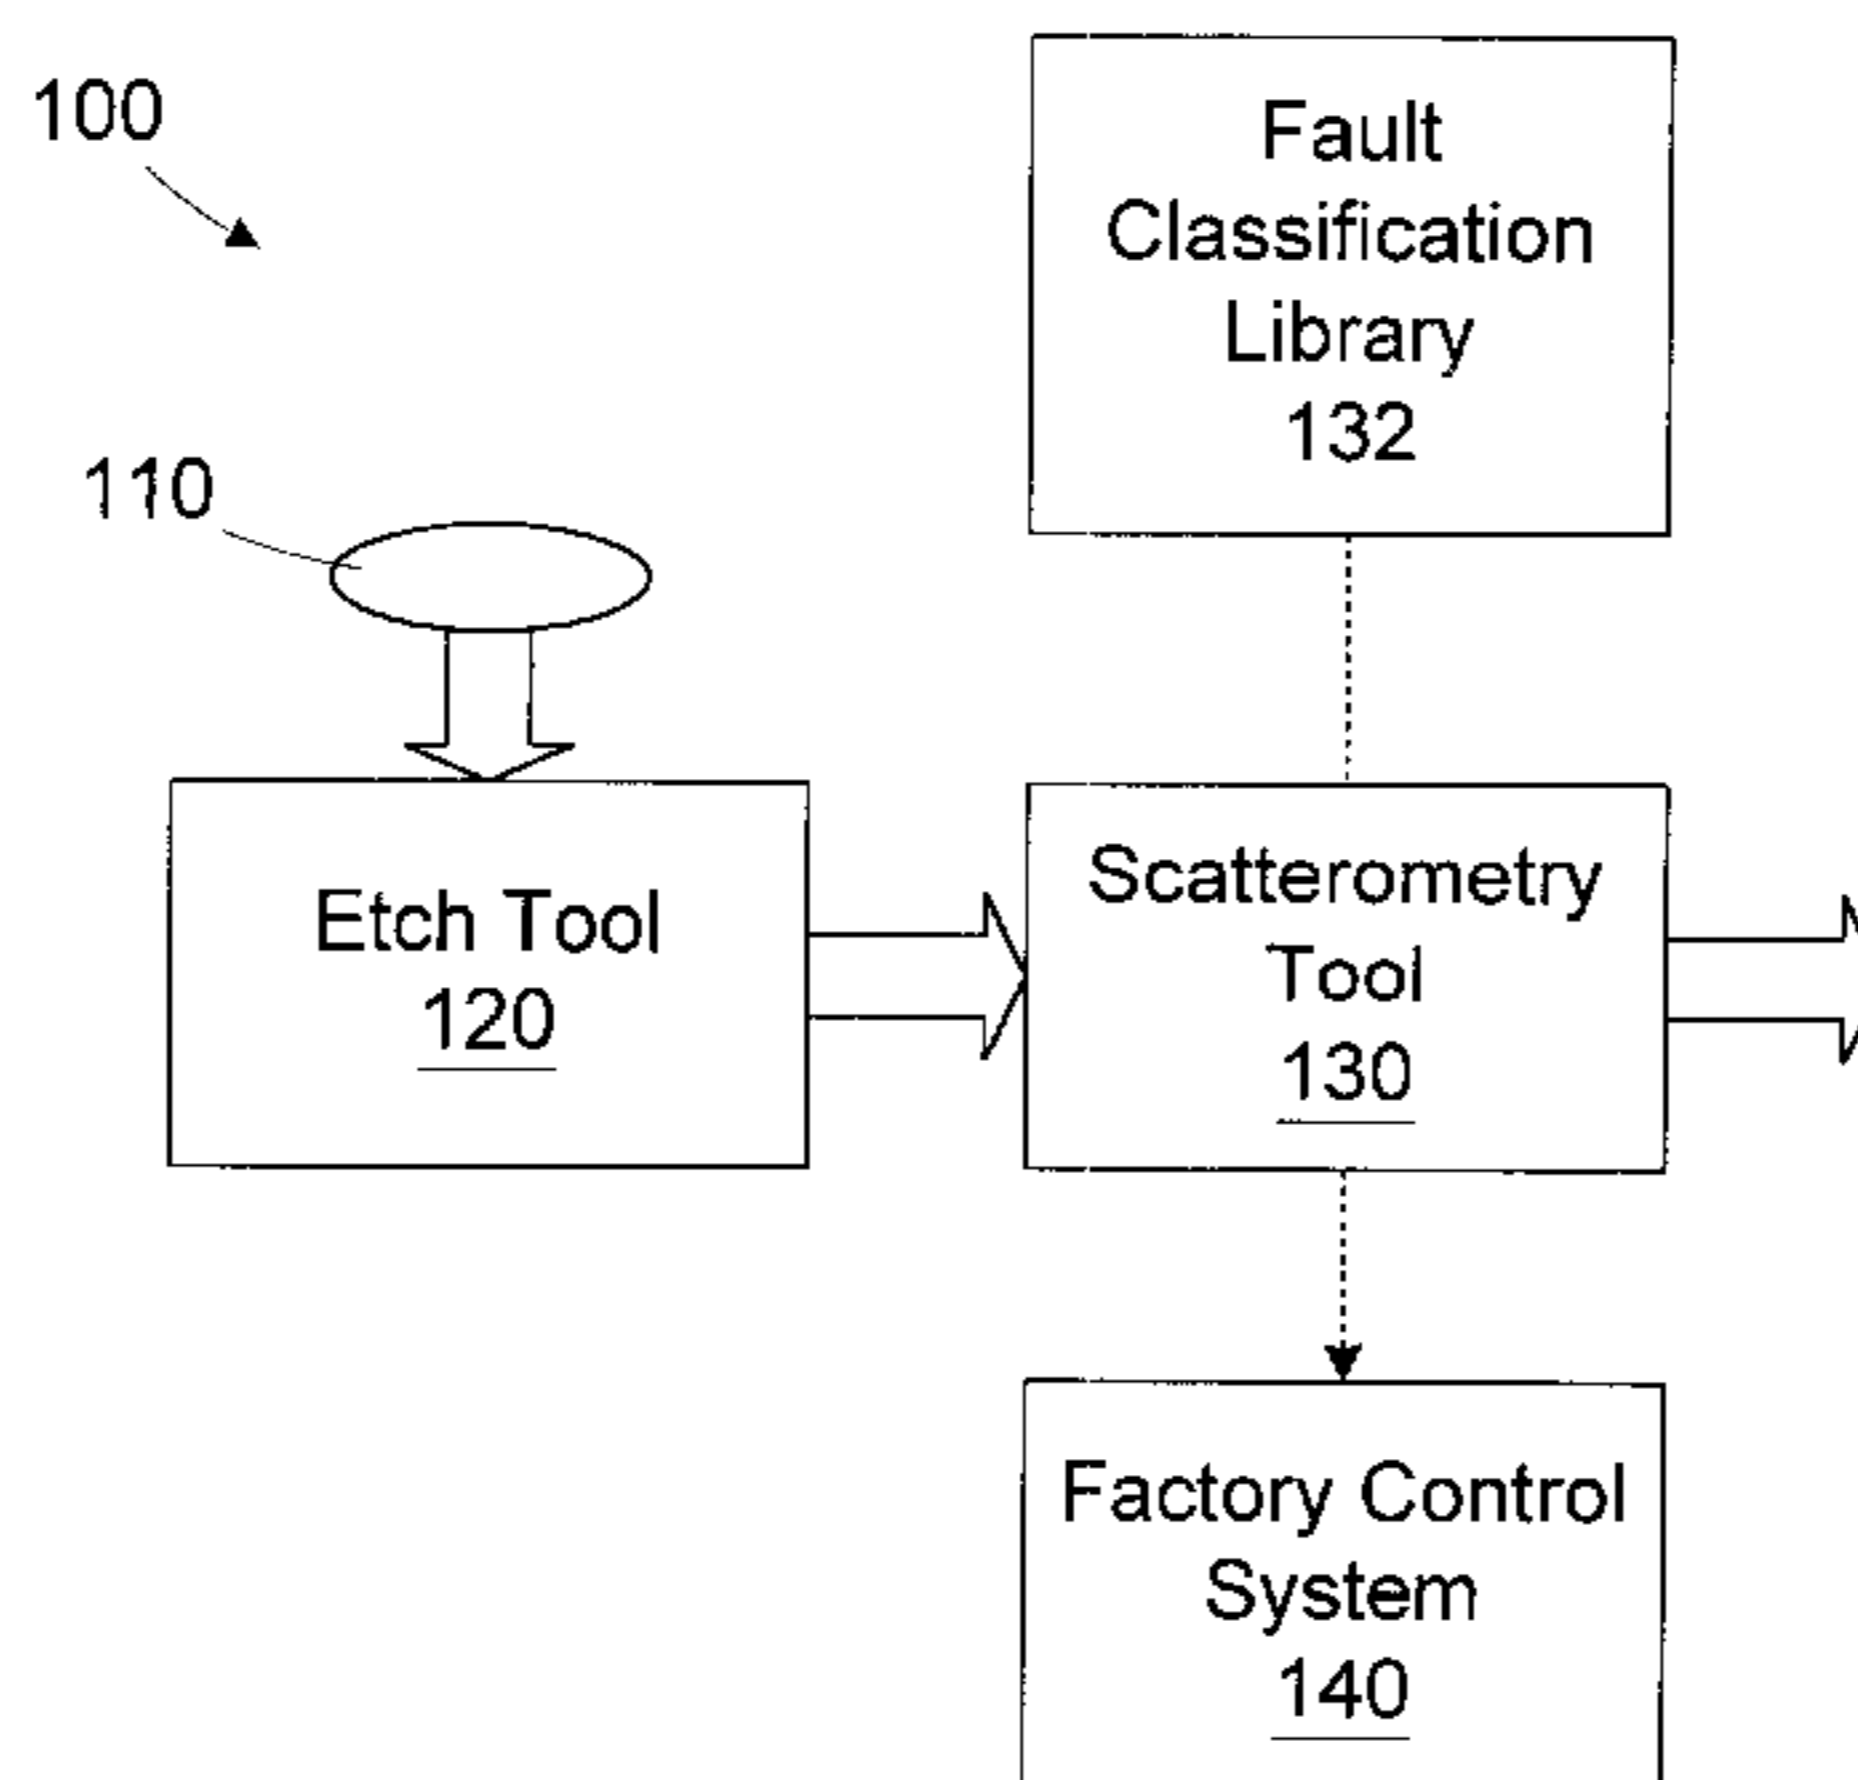 100
Fault
Classification
Library
132
110
Etch Tool
120
Scatterometry
Tool
130
Factory Control
System
140